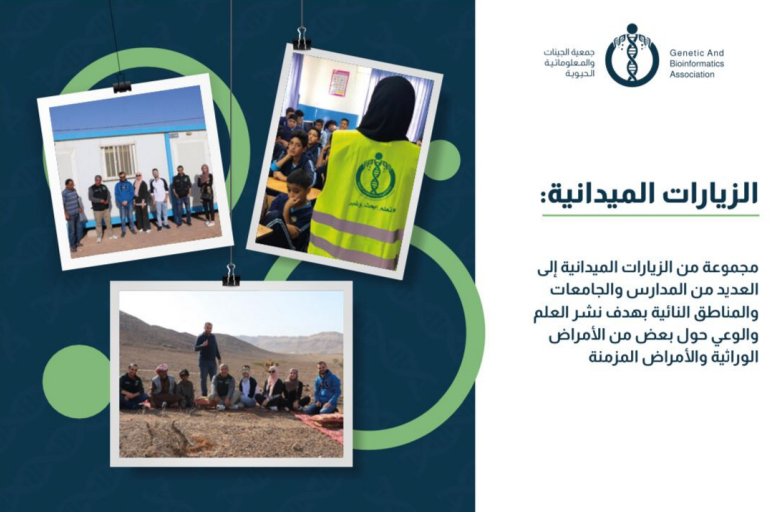 جمعية الجينات
والمعلوماتية
الحيوية
Genetic And
Bioinformatics
Association
الزيارات الميدانية:
مجموعة من الزيارات الميدانية إلى
العديد من المدارس والجامعات
والمناطق النائية بهدف نشر العلم
والوعي حول بعض من الأمراض
الوراثية والأمراض المزمنة